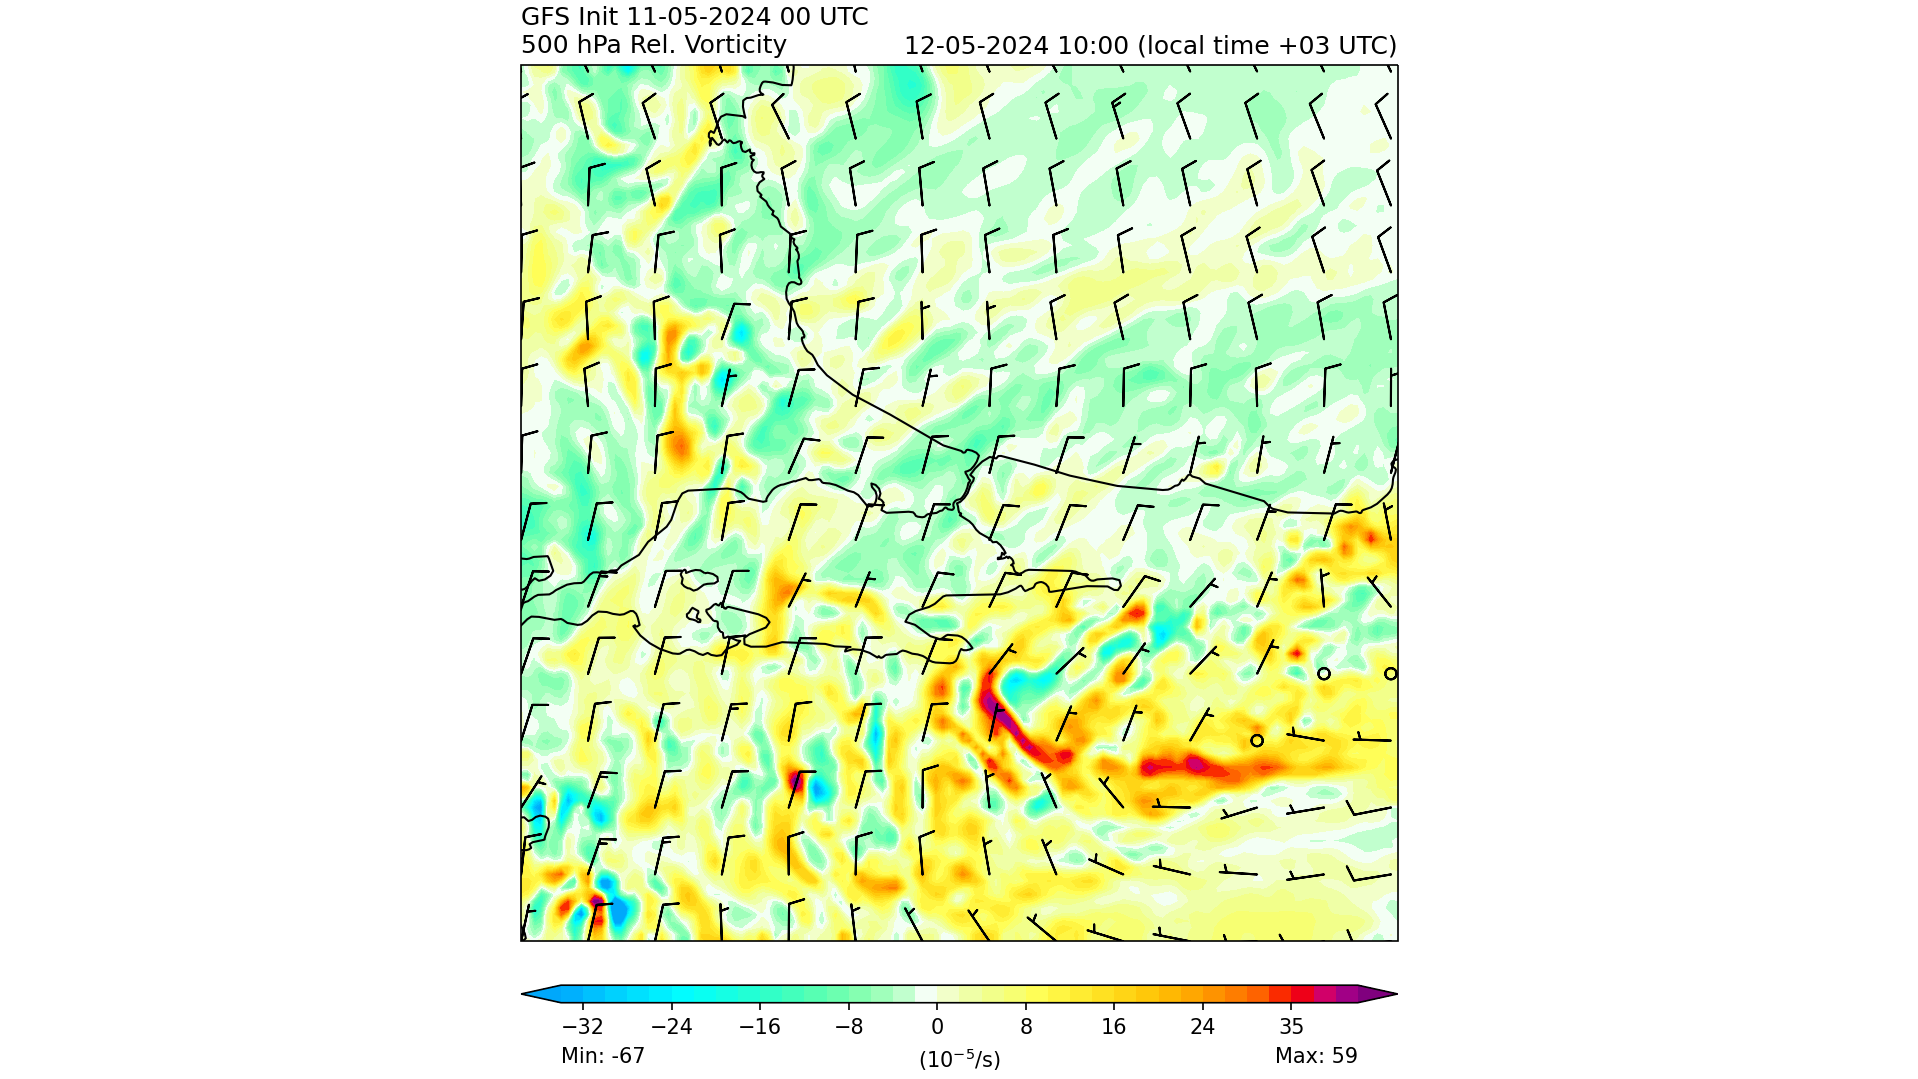 GFS Init 11-05-2024 00 UTC
500 hPa Rel. Vorticity
12-05-2024 10:00 (local time +03 UTC)
−32 −24 −16 −8 0 8 16 24 35
Min: -67
(10⁻⁵/s)
Max: 59